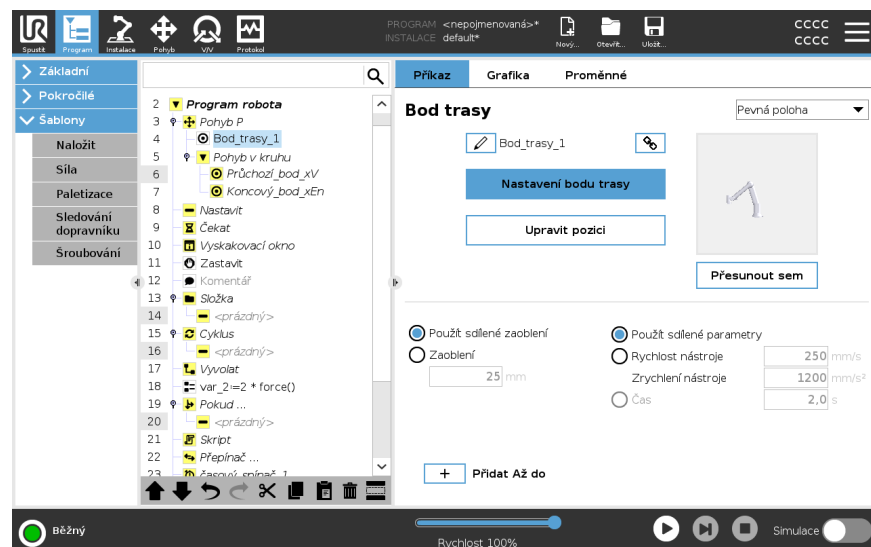 UR
Spustit
Program
Instalace
Pohyb
V/V
Protokol
PROGRAM <nepojmenovaná>*
INSTALACE default*
Nový...
Otevřít...
Uložit...
CCCC
CCCC
Základní
Pokročilé
Šablony
Naložit
Síla
Paletizace
Sledování
dopravníku
Šroubování
2 Program robota
3 Pohyb P
4 Bod_trasy_1
5 Pohyb v kruhu
6 Průchozí_bod_xV
7 Koncový_bod_xEn
8 Nastavit
9 Čekat
10 Vyskakovací okno
11 Zastavit
12 Komentář
13 Složka
14 <prázdný>
15 Cyklus
16 <prázdný>
17 Vyvolat
18 var_2≔2 * force()
19 Pokud ...
20 <prázdný>
21 Skript
22 Přepínač ...
23 časový_spínač_1
Příkaz
Grafika
Proměnné
Bod trasy
Pevná poloha
Bod_trasy_1
Nastavení bodu trasy
Upravit pozici
Přesunout sem
Použít sdílené zaoblení
Zaoblení
25 mm
Použít sdílené parametry
Rychlost nástroje 250 mm/s
Zrychlení nástroje 1200 mm/s²
Čas 2,0 s
+ Přidat Až do
Běžný
Rychlost 100%
Simulace